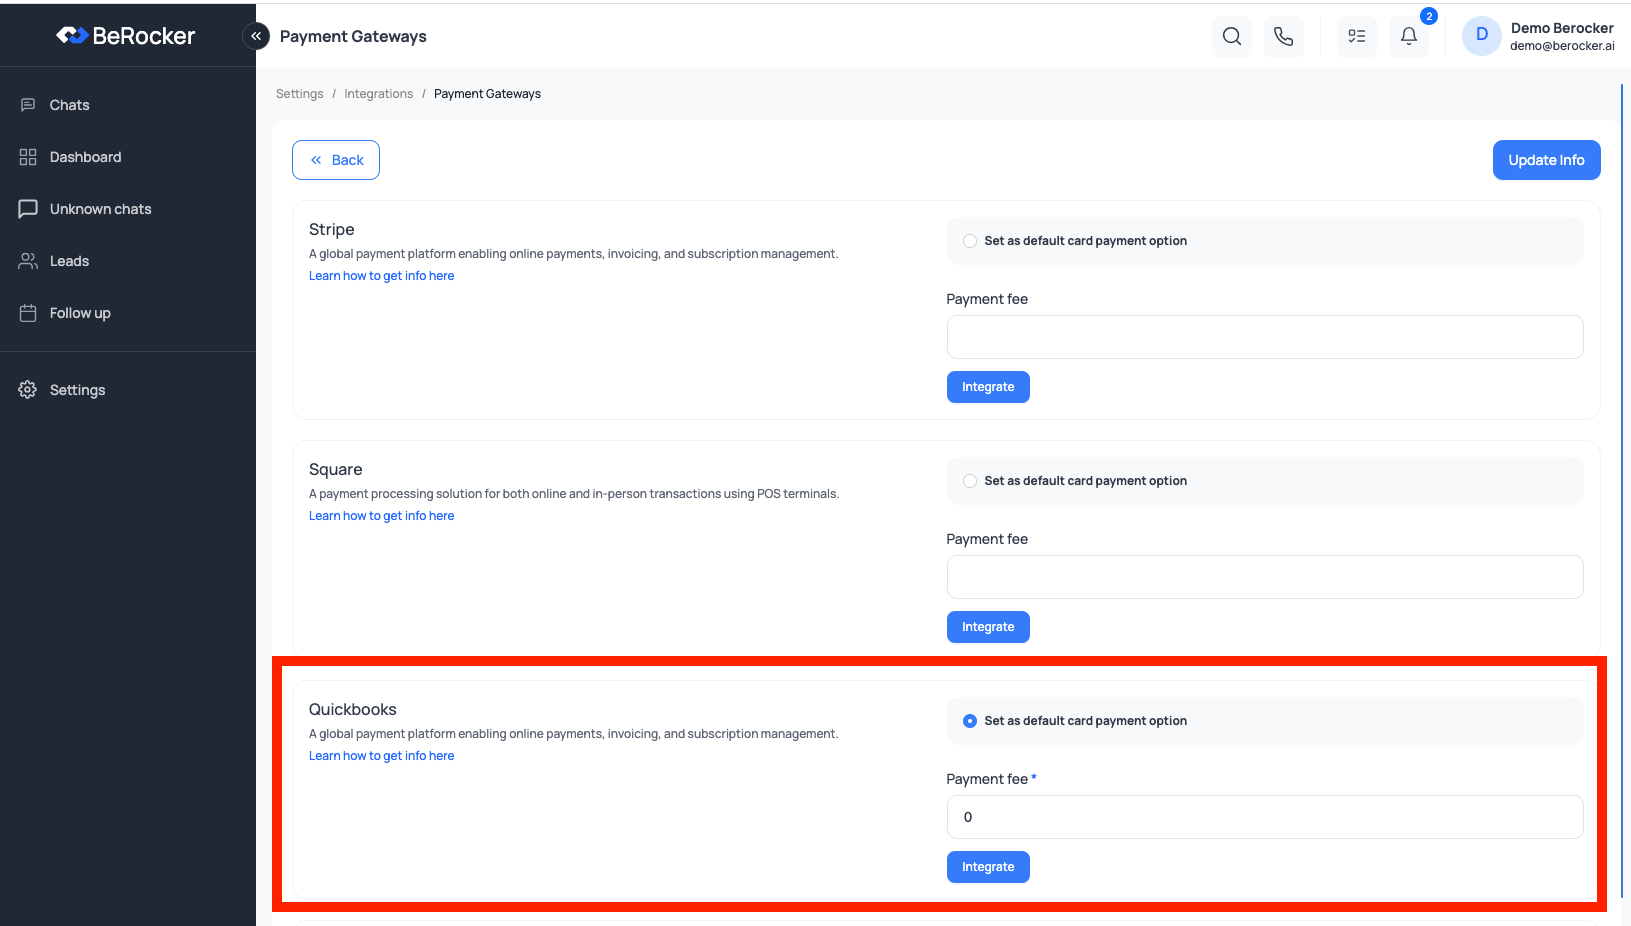 BeRocker
Payment Gateways
2
D
Demo Berocker
demo@berocker.ai
Chats
Dashboard
Unknown chats
Leads
Follow up
Settings
Settings / Integrations / Payment Gateways
Back
Update Info
Stripe
A global payment platform enabling online payments, invoicing, and subscription management.
Learn how to get info here
Set as default card payment option
Payment fee
Integrate
Square
A payment processing solution for both online and in-person transactions using POS terminals.
Learn how to get info here
Set as default card payment option
Payment fee
Integrate
Quickbooks
A global payment platform enabling online payments, invoicing, and subscription management.
Learn how to get info here
Set as default card payment option
Payment fee *
0
Integrate